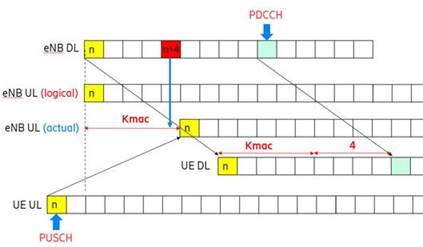 PDCCH
eNB DL n n+4
eNB UL (logical) n
Kmac
eNB UL (actual) n
Kmac 4
UE DL n
UE UL n
PUSCH